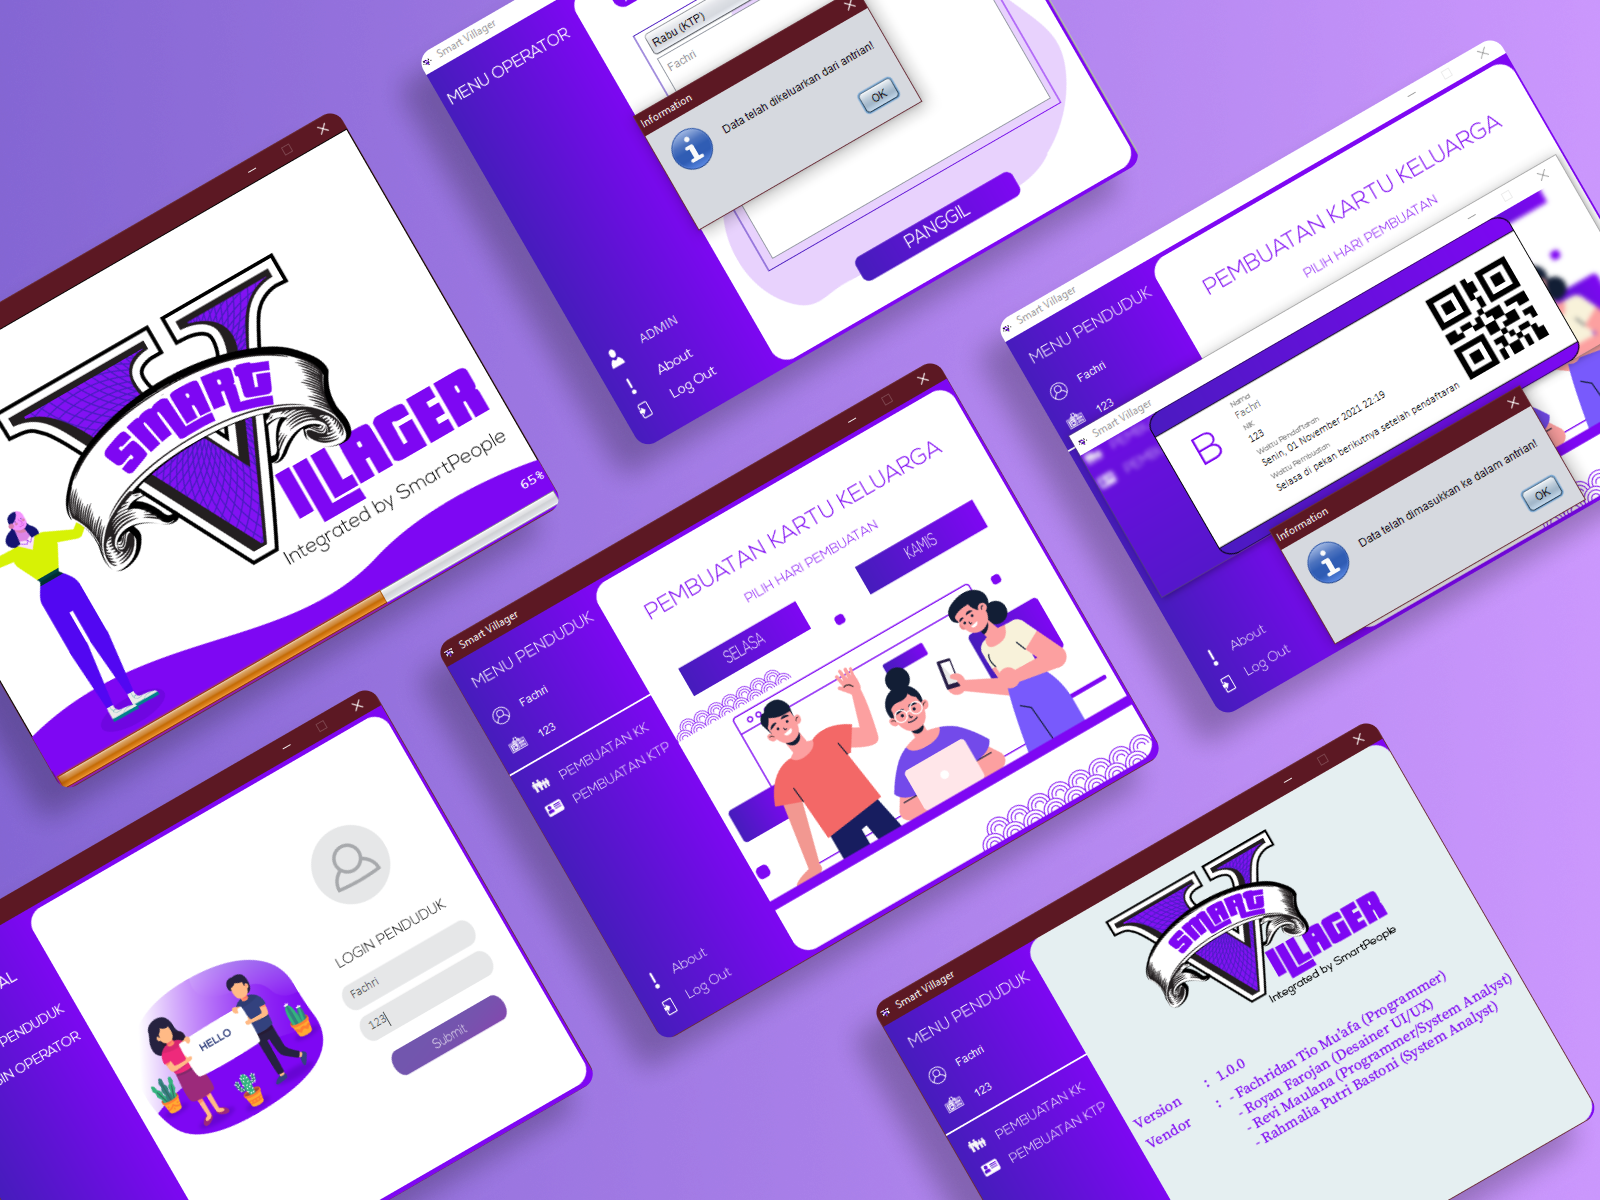 SMART
VILLAGER
Integrated by SmartPeople
65%
Smart Villager
MENU OPERATOR
ADMIN
About
Log Out
Rabu (KTP)
Fachri
Information
Data telah dikeluarkan dari antrian!
OK
PANGGIL
Smart Villager
MENU PENDUDUK
Fachri
123
About
Log Out
PEMBUATAN KARTU KELUARGA
PILIH HARI PEMBUATAN
Smart Villager
B
Nama
Fachri
NIK
123
Waktu Pendaftaran
Senin, 01 November 2021 22:19
Waktu Pembuatan
Selasa di pekan berikutnya setelah pendaftaran
Information
Data telah dimasukkan ke dalam antrian!
OK
Smart Villager
MENU PENDUDUK
Fachri
123
PEMBUATAN KK
PEMBUATAN KTP
About
Log Out
PEMBUATAN KARTU KELUARGA
PILIH HARI PEMBUATAN
SELASA
KAMIS
AL
PENDUDUK
IN OPERATOR
HELLO
LOGIN PENDUDUK
Fachri
123
Submit
Smart Villager
MENU PENDUDUK
Fachri
123
PEMBUATAN KK
PEMBUATAN KTP
SMART
VILLAGER
Integrated by SmartPeople
Version : 1.0.0
Vendor : - Fachridan Tio Mu'afa (Programmer)
- Royan Farojan (Desainer UI/UX)
- Revi Maulana (Programmer/System Analyst)
- Rahmalia Putri Bastoni (System Analyst)